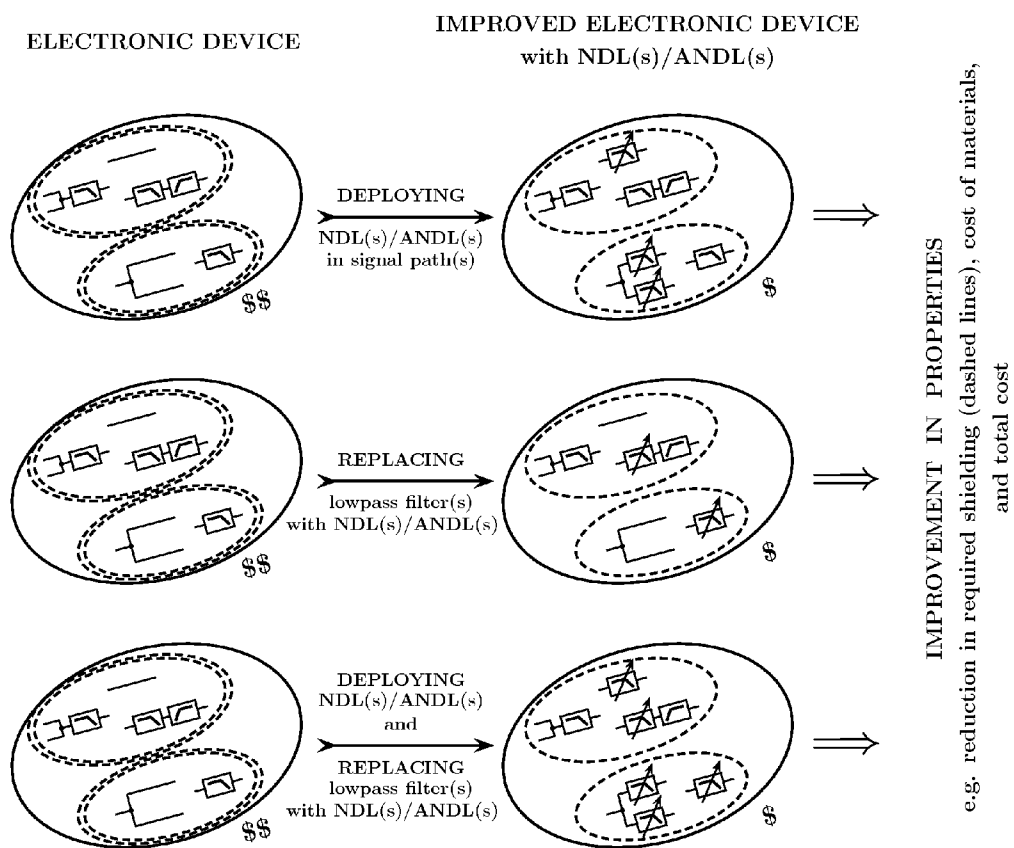 ELECTRONIC DEVICE
IMPROVED ELECTRONIC DEVICE
with NDL(s)/ANDL(s)
DEPLOYING
NDL(s)/ANDL(s)
in signal path(s)
$$
$
REPLACING
lowpass filter(s)
with NDL(s)/ANDL(s)
$$
$
DEPLOYING
NDL(s)/ANDL(s)
and
REPLACING
lowpass filter(s)
with NDL(s)/ANDL(s)
$$
$
IMPROVEMENT IN PROPERTIES
e.g. reduction in required shielding (dashed lines), cost of materials,
and total cost